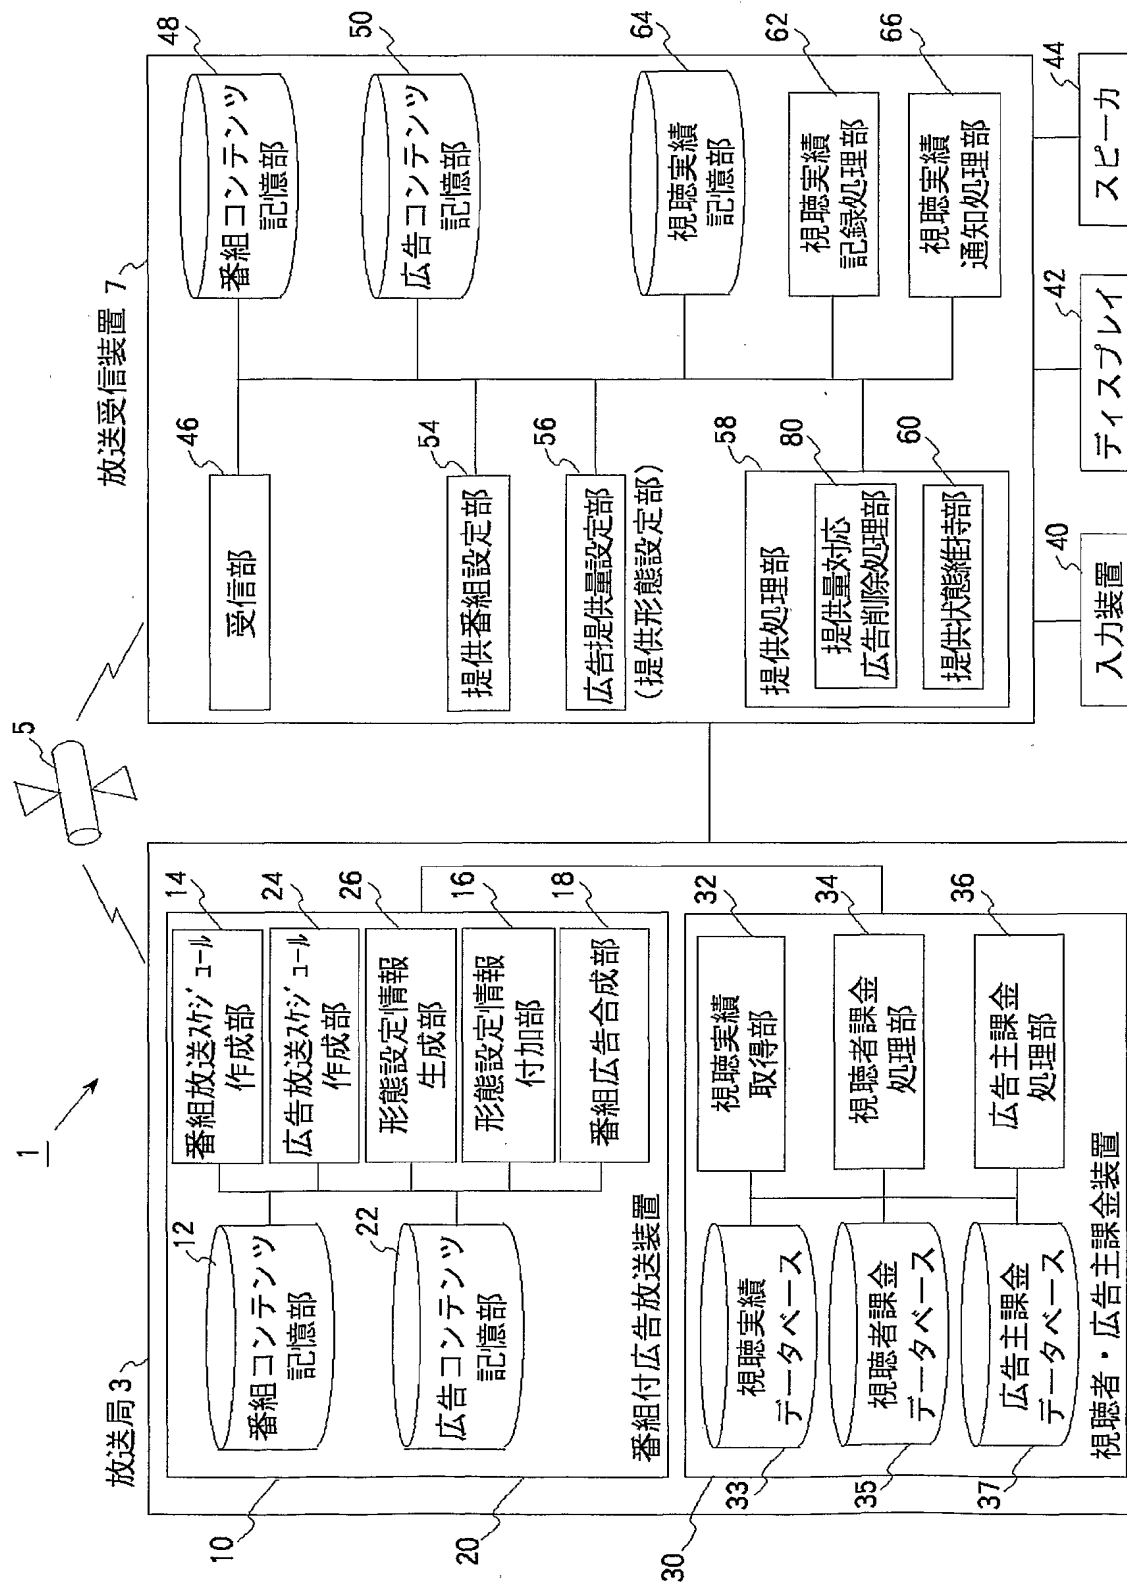 1
5
放送局3
10
20
12
番組コンテンツ
記憶部
22
広告コンテンツ
記憶部
番組放送スケジュール
作成部
14
広告放送スケジュール
作成部
24
形態設定情報
生成部
26
形態設定情報
付加部
16
番組広告合成部
18
番組付広告放送装置
30
視聴実績
データベース
33
視聴者課金
データベース
35
広告主課金
データベース
37
視聴実績
取得部
32
視聴者課金
処理部
34
広告主課金
処理部
36
視聴者・広告主課金装置
放送受信装置 7
受信部
46
提供番組設定部
54
広告提供量設定部
(提供形態設定部)
56
提供処理部
58
提供量対応
広告削除処理部
80
提供状態維持部
60
番組コンテンツ
記憶部
48
広告コンテンツ
記憶部
50
視聴実績
記憶部
64
視聴実績
記録処理部
62
視聴実績
通知処理部
66
入力装置
40
ディスプレイ
42
スピーカ
44